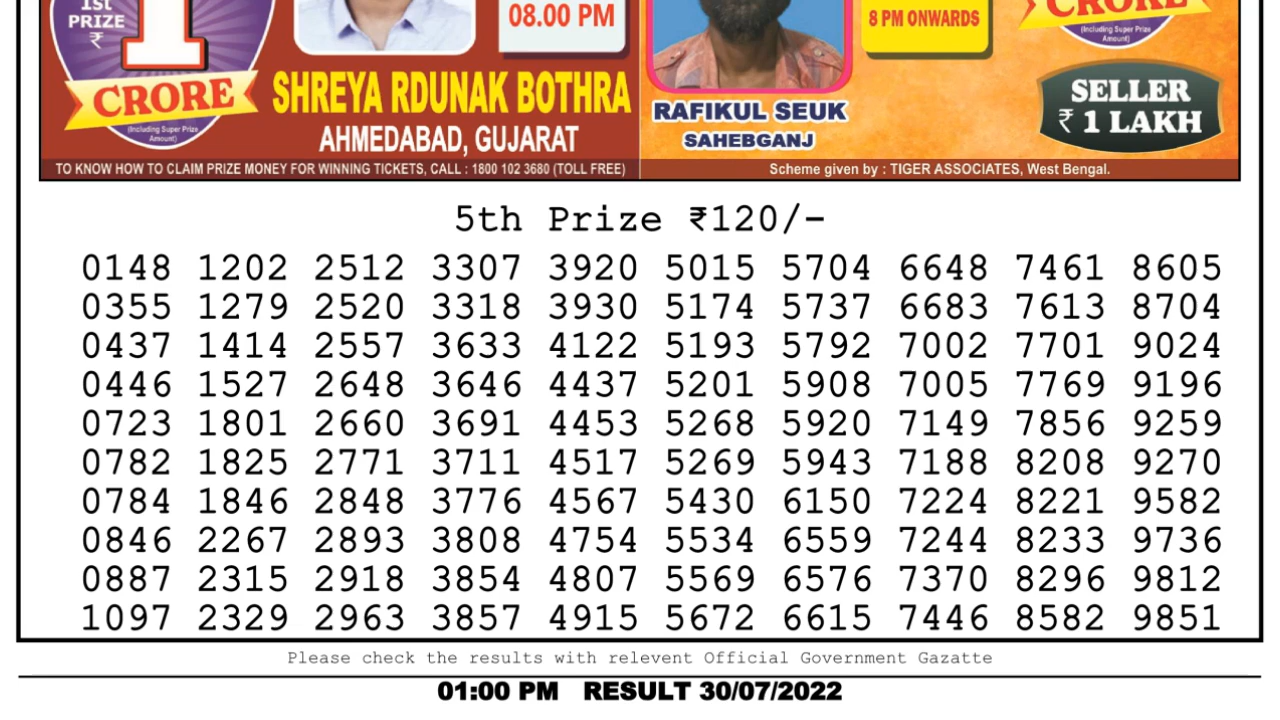 1st
PRIZE
₹
1
CRORE
(Including Super Prize
Amount)
08.00 PM
SHREYA RDUNAK BOTHRA
AHMEDABAD, GUJARAT
TO KNOW HOW TO CLAIM PRIZE MONEY FOR WINNING TICKETS, CALL : 1800 102 3680 (TOLL FREE)
RAFIKUL SEUK
SAHEBGANJ
8 PM ONWARDS
CRORE
(Including Super Prize
Amount)
SELLER
₹ 1 LAKH
Scheme given by : TIGER ASSOCIATES, West Bengal.
5th Prize ₹120/-
0148 1202 2512 3307 3920 5015 5704 6648 7461 8605
0355 1279 2520 3318 3930 5174 5737 6683 7613 8704
0437 1414 2557 3633 4122 5193 5792 7002 7701 9024
0446 1527 2648 3646 4437 5201 5908 7005 7769 9196
0723 1801 2660 3691 4453 5268 5920 7149 7856 9259
0782 1825 2771 3711 4517 5269 5943 7188 8208 9270
0784 1846 2848 3776 4567 5430 6150 7224 8221 9582
0846 2267 2893 3808 4754 5534 6559 7244 8233 9736
0887 2315 2918 3854 4807 5569 6576 7370 8296 9812
1097 2329 2963 3857 4915 5672 6615 7446 8582 9851
Please check the results with relevent Official Government Gazatte
01:00 PM RESULT 30/07/2022